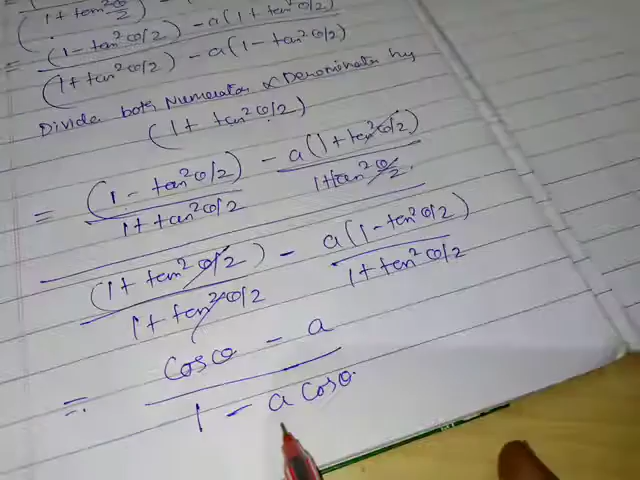 (1 + tan²θ/2)
= (1 - tan²θ/2) - a(1 + tan²θ/2)
(1 + tan²θ/2) - a(1 - tan²θ/2)
Divide both Numerator & Denominator by
(1 + tan²θ/2)
= (1 - tan²θ/2) - a(1 + tan²θ/2)
1 + tan²θ/2 1 + tan²θ/2
(1 + tan²θ/2) - a(1 - tan²θ/2)
1 + tan²θ/2 1 + tan²θ/2
= cosθ - a
1 - a cosθ.